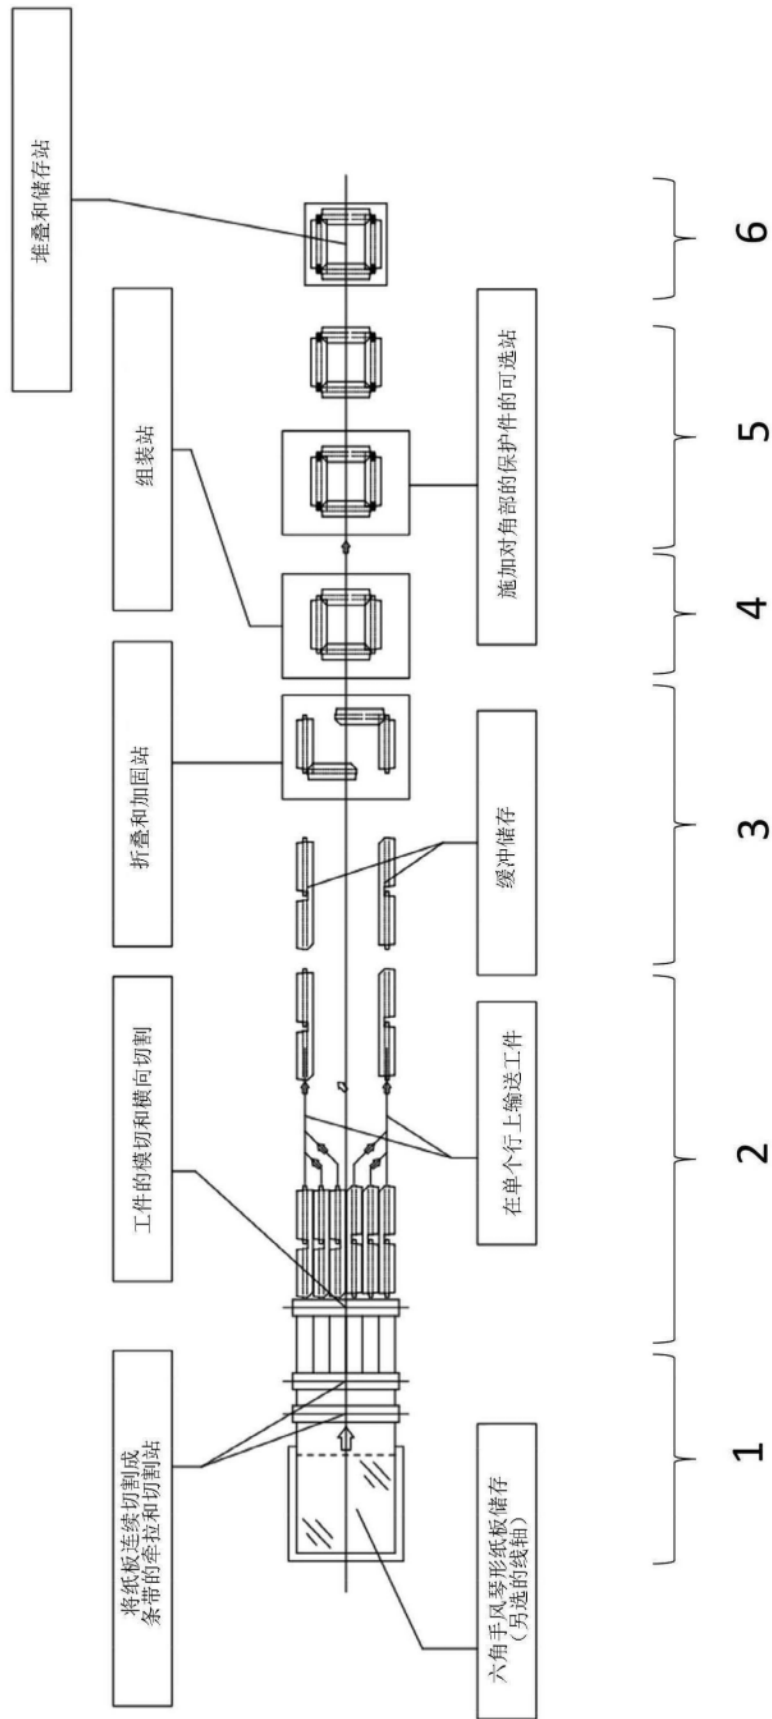 堆叠和储存站
组装站
折叠和加固站
工件的模切和横向切割
将纸板连续切割成
条带的牵拉和切割站
施加对角部的保护件的可选站
缓冲储存
在单个行上输送工件
六角手风琴形纸板储存
（另选的线轴）
1
2
3
4
5
6